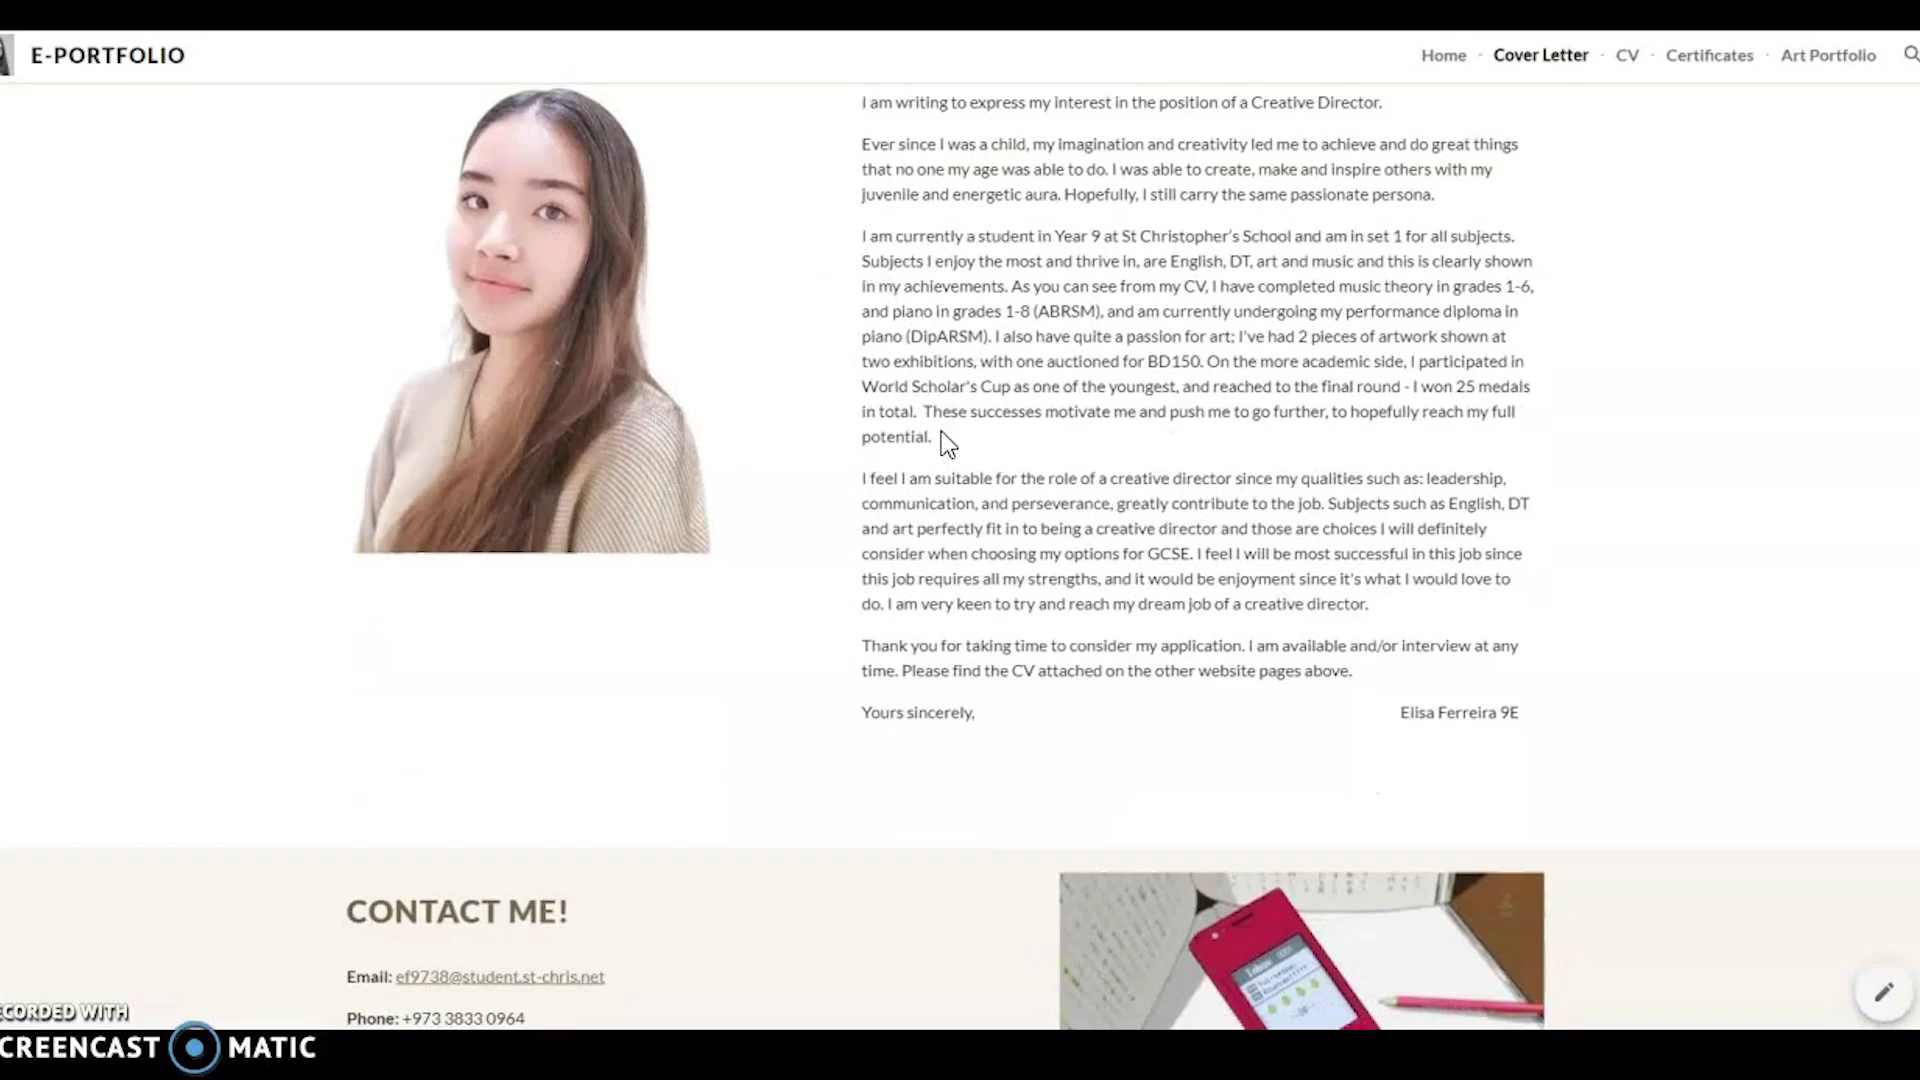 E-PORTFOLIO
Home · Cover Letter · CV · Certificates · Art Portfolio
I am writing to express my interest in the position of a Creative Director.
Ever since I was a child, my imagination and creativity led me to achieve and do great things
that no one my age was able to do. I was able to create, make and inspire others with my
juvenile and energetic aura. Hopefully, I still carry the same passionate persona.
I am currently a student in Year 9 at St Christopher's School and am in set 1 for all subjects.
Subjects I enjoy the most and thrive in, are English, DT, art and music and this is clearly shown
in my achievements. As you can see from my CV, I have completed music theory in grades 1-6,
and piano in grades 1-8 (ABRSM), and am currently undergoing my performance diploma in
piano (DipARSM). I also have quite a passion for art; I've had 2 pieces of artwork shown at
two exhibitions, with one auctioned for BD150. On the more academic side, I participated in
World Scholar's Cup as one of the youngest, and reached to the final round - I won 25 medals
in total.  These successes motivate me and push me to go further, to hopefully reach my full
potential.
I feel I am suitable for the role of a creative director since my qualities such as: leadership,
communication, and perseverance, greatly contribute to the job. Subjects such as English, DT
and art perfectly fit in to being a creative director and those are choices I will definitely
consider when choosing my options for GCSE. I feel I will be most successful in this job since
this job requires all my strengths, and it would be enjoyment since it's what I would love to
do. I am very keen to try and reach my dream job of a creative director.
Thank you for taking time to consider my application. I am available and/or interview at any
time. Please find the CV attached on the other website pages above.
Yours sincerely, Elisa Ferreira 9E
CONTACT ME!
Email: ef9738@student.st-chris.net
Phone: +973 3833 0964
ECORDED WITH
CREENCAST MATIC